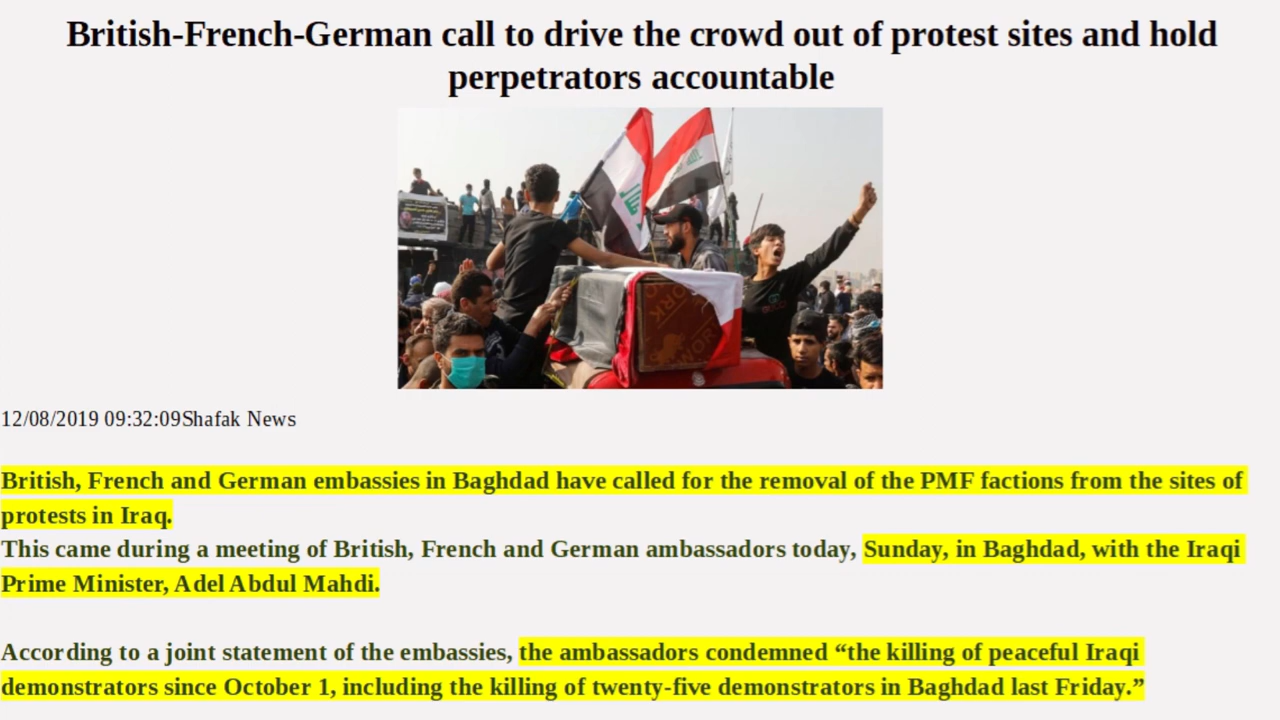 British-French-German call to drive the crowd out of protest sites and hold
perpetrators accountable
WORK
WORK
12/08/2019 09:32:09Shafak News
British, French and German embassies in Baghdad have called for the removal of the PMF factions from the sites of
protests in Iraq.
This came during a meeting of British, French and German ambassadors today, Sunday, in Baghdad, with the Iraqi
Prime Minister, Adel Abdul Mahdi.
According to a joint statement of the embassies, the ambassadors condemned “the killing of peaceful Iraqi
demonstrators since October 1, including the killing of twenty-five demonstrators in Baghdad last Friday.”